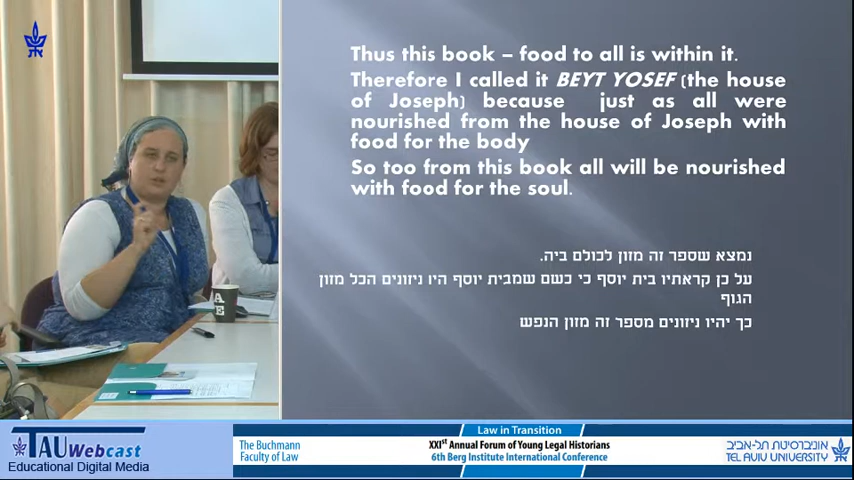 Thus this book – food to all is within it.
Therefore I called it BEYT YOSEF (the house
of Joseph) because just as all were
nourished from the house of Joseph with
food for the body
So too from this book all will be nourished
with food for the soul.
נמצא שספר זה מזון לכולם ביה.
על כן קראתיו בית יוסף כי כשם שמבית יוסף היו ניזונים הכל מזון
הגוף
כך יהיו ניזונים מספר זה מזון הנפש
A
E
TAU Webcast
Educational Digital Media
The Buchmann
Faculty of Law
Law in Transition
XXIst Annual Forum of Young Legal Historians
6th Berg Institute International Conference
אוניברסיטת תל-אביב
TEL AVIV UNIVERSITY